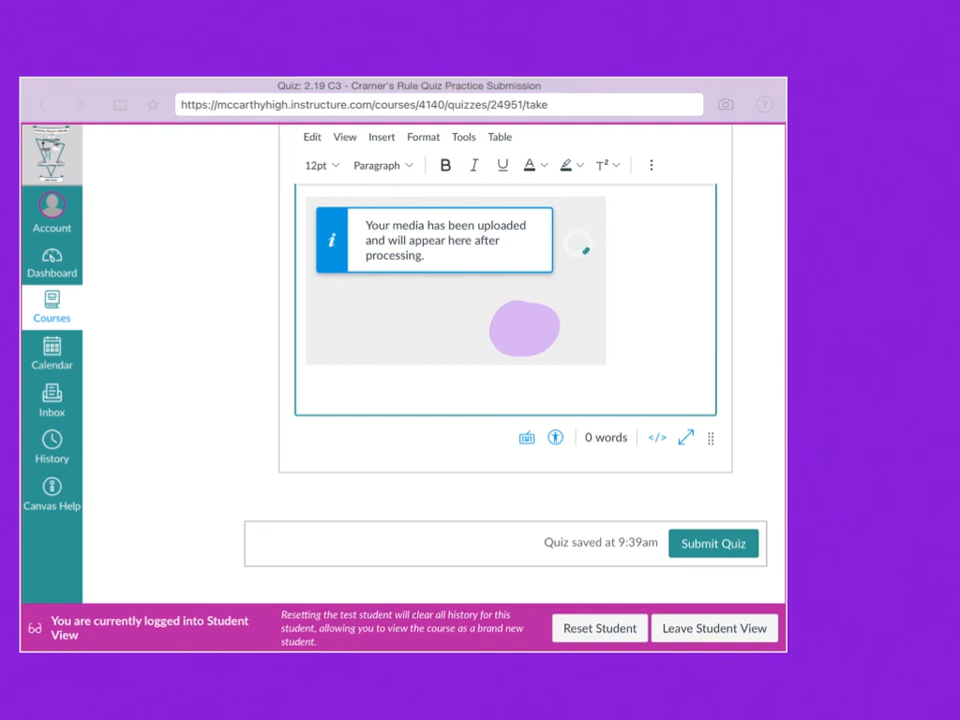 Quiz: 2.19 C3 - Cramer's Rule Quiz Practice Submission
https://mccarthyhigh.instructure.com/courses/4140/quizzes/24951/take
Edit View Insert Format Tools Table
12pt Paragraph B I U A T²
Your media has been uploaded
and will appear here after
processing.
Account
Dashboard
Courses
Calendar
Inbox
History
Canvas Help
0 words </>
Quiz saved at 9:39am Submit Quiz
You are currently logged into Student
View
Resetting the test student will clear all history for this
student, allowing you to view the course as a brand new
student.
Reset Student Leave Student View